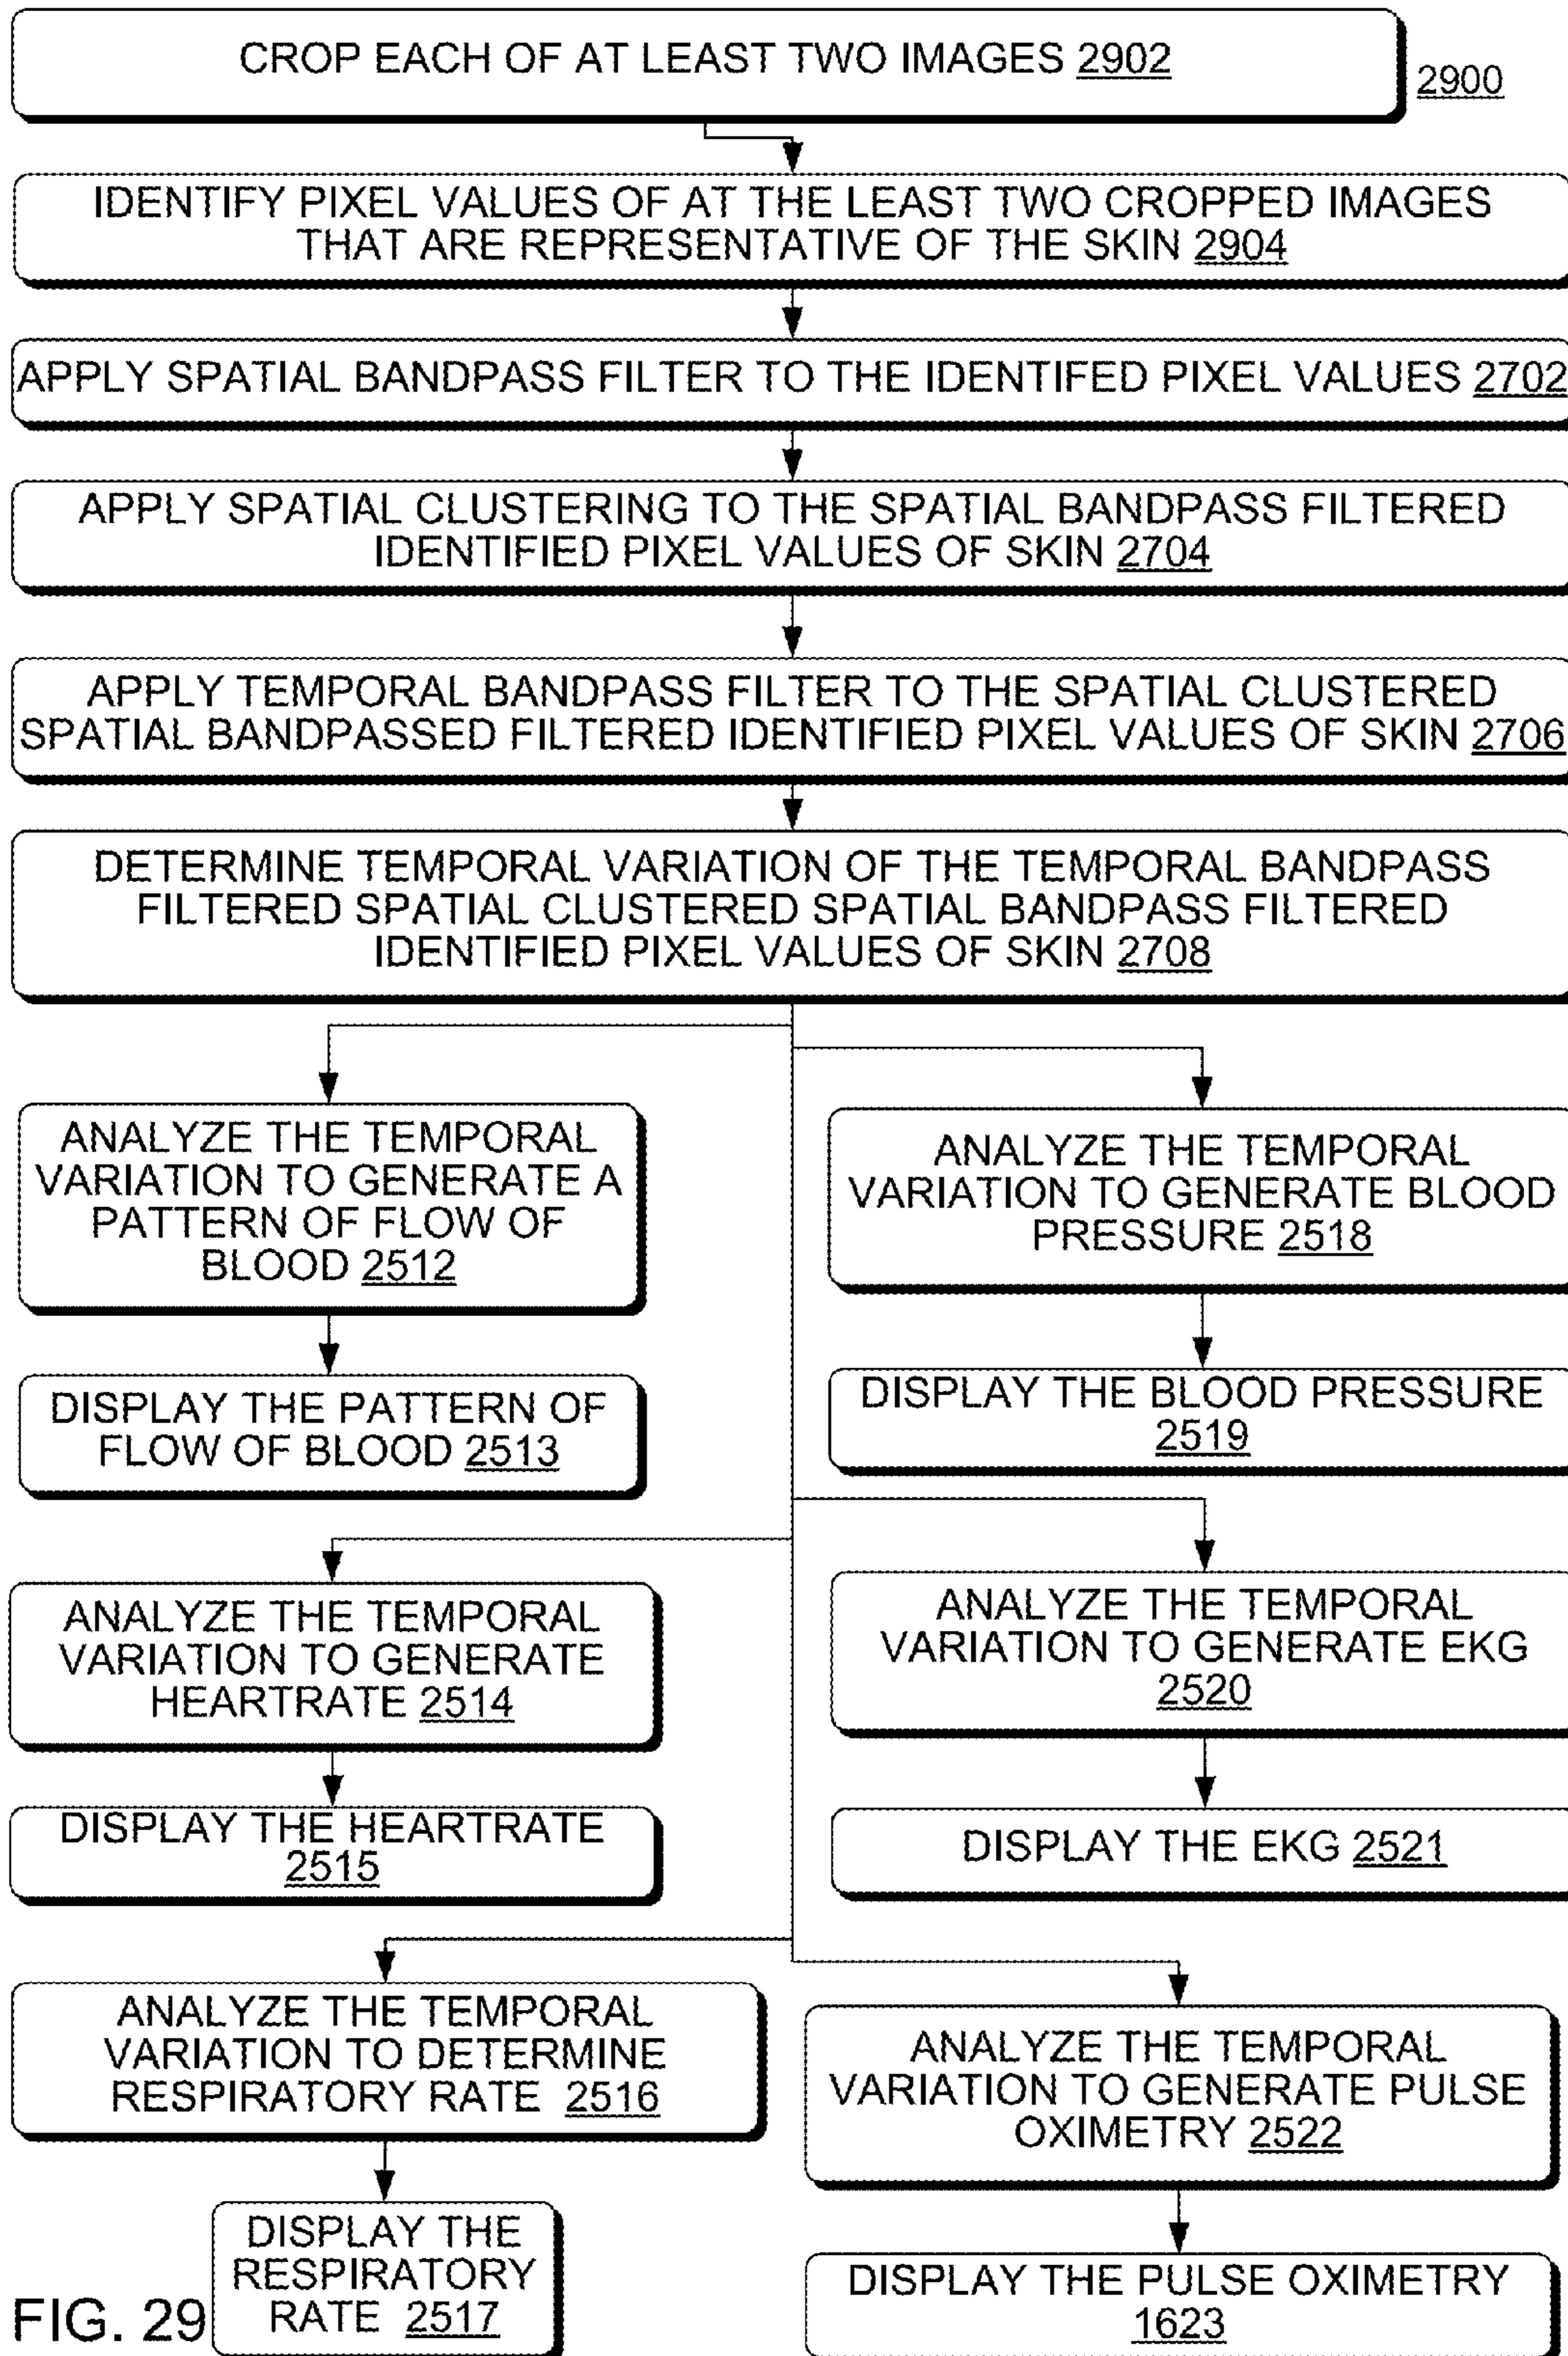 CROP EACH OF AT LEAST TWO IMAGES 2902
2900
IDENTIFY PIXEL VALUES OF AT THE LEAST TWO CROPPED IMAGES
THAT ARE REPRESENTATIVE OF THE SKIN 2904
APPLY SPATIAL BANDPASS FILTER TO THE IDENTIFED PIXEL VALUES 2702
APPLY SPATIAL CLUSTERING TO THE SPATIAL BANDPASS FILTERED
IDENTIFIED PIXEL VALUES OF SKIN 2704
APPLY TEMPORAL BANDPASS FILTER TO THE SPATIAL CLUSTERED
SPATIAL BANDPASSED FILTERED IDENTIFIED PIXEL VALUES OF SKIN 2706
DETERMINE TEMPORAL VARIATION OF THE TEMPORAL BANDPASS
FILTERED SPATIAL CLUSTERED SPATIAL BANDPASS FILTERED
IDENTIFIED PIXEL VALUES OF SKIN 2708
ANALYZE THE TEMPORAL
VARIATION TO GENERATE A
PATTERN OF FLOW OF
BLOOD 2512
ANALYZE THE TEMPORAL
VARIATION TO GENERATE BLOOD
PRESSURE 2518
DISPLAY THE PATTERN OF
FLOW OF BLOOD 2513
DISPLAY THE BLOOD PRESSURE
2519
ANALYZE THE TEMPORAL
VARIATION TO GENERATE
HEARTRATE 2514
ANALYZE THE TEMPORAL
VARIATION TO GENERATE EKG
2520
DISPLAY THE HEARTRATE
2515
DISPLAY THE EKG 2521
ANALYZE THE TEMPORAL
VARIATION TO DETERMINE
RESPIRATORY RATE 2516
ANALYZE THE TEMPORAL
VARIATION TO GENERATE PULSE
OXIMETRY 2522
DISPLAY THE
RESPIRATORY
RATE 2517
DISPLAY THE PULSE OXIMETRY
1623
FIG. 29